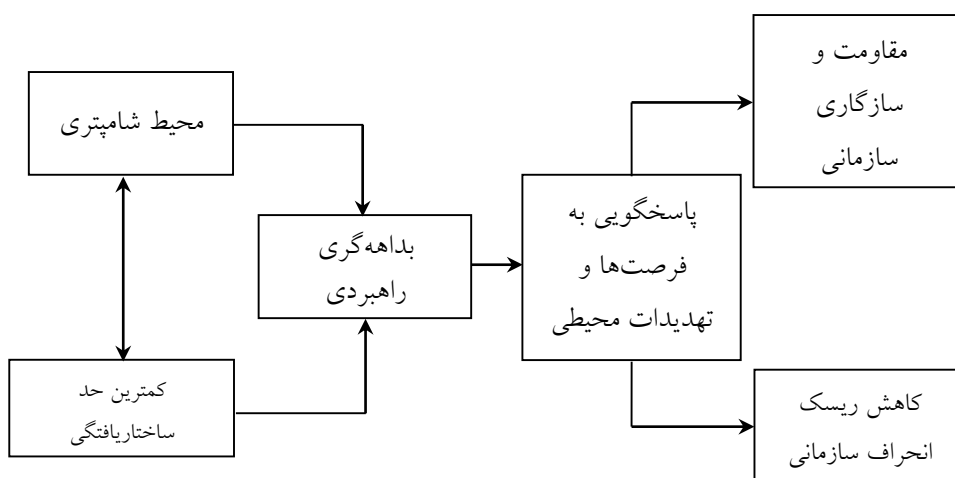 محیط شامپتری
کمترین حد
ساختاریافتگی
بداهه‌گری
راهبردی
پاسخگویی به
فرصت‌ها و
تهدیدات محیطی
مقاومت و
سازگاری
سازمانی
کاهش ریسک
انحراف سازمانی